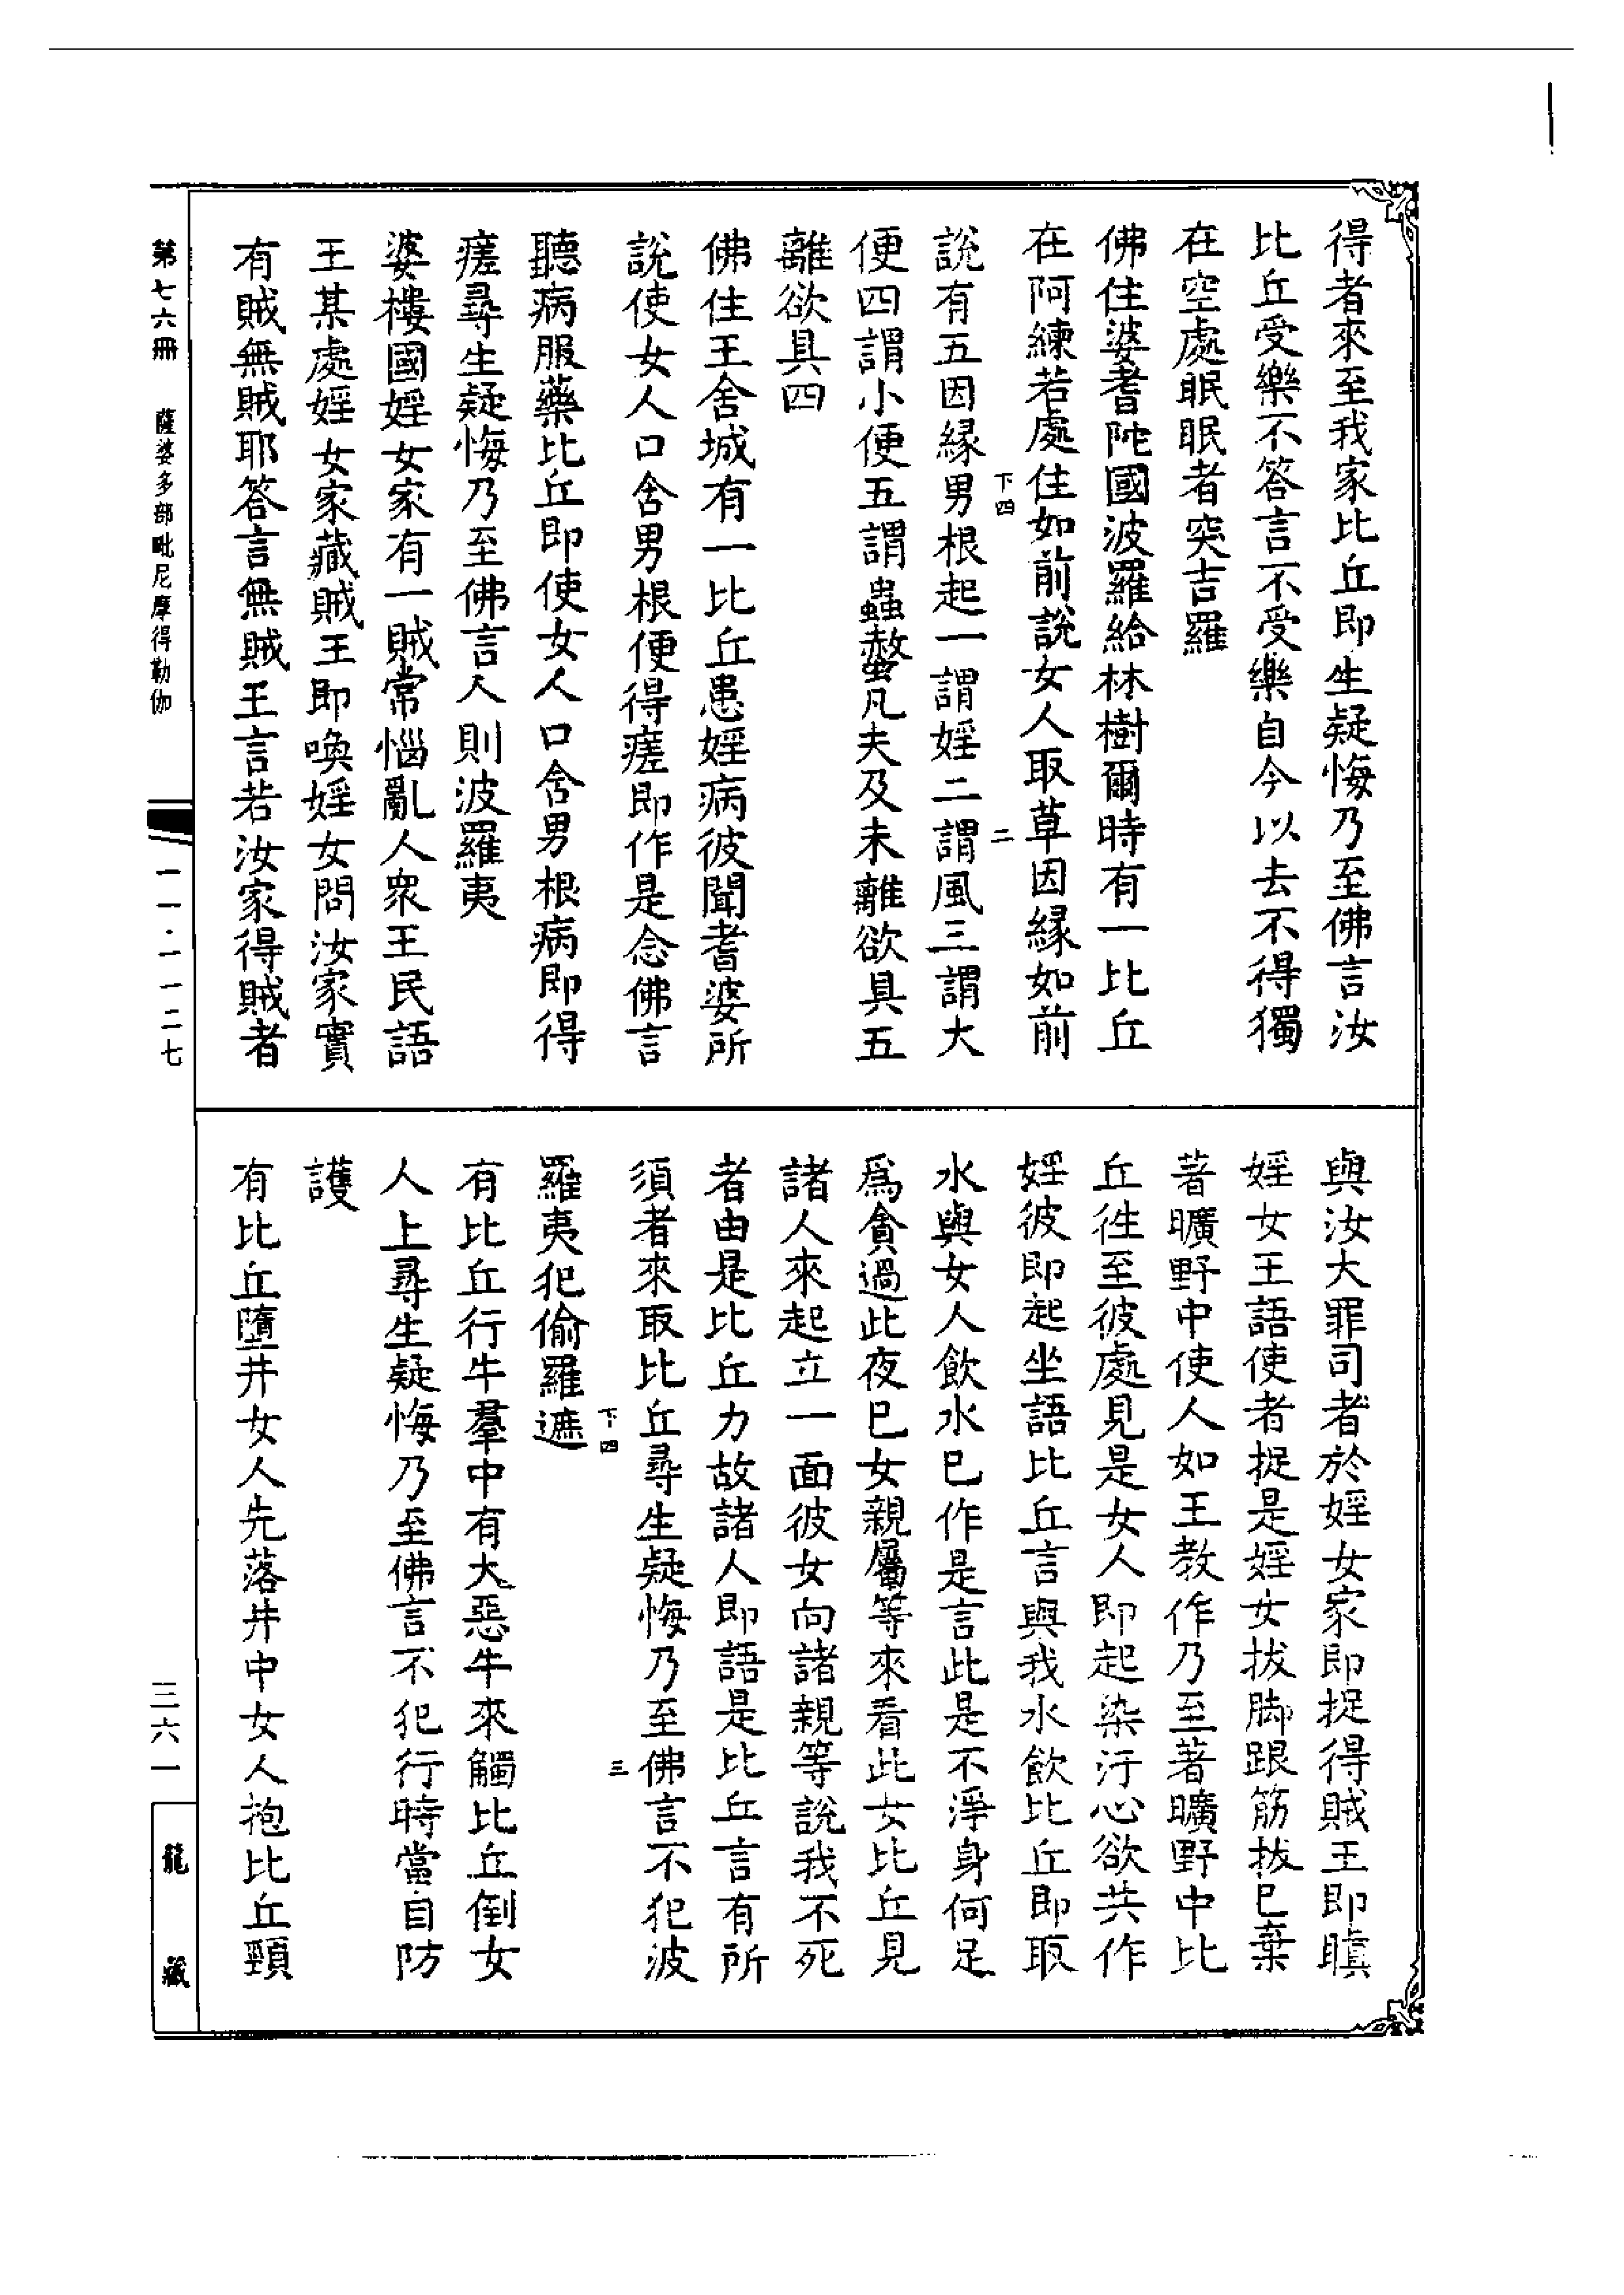 得者來至我家比丘即生疑悔乃至佛言汝
比丘受樂不答言不受樂自今以去不得獨
在空處眠眠者突吉羅
佛住婆耆陀國波羅給林樹爾時有一比丘
在阿練若處住如前說女人取草因緣如前
下四
二
說有五因緣男根起一謂婬二謂風三謂大
便四謂小便五謂蟲螫凡夫及未離欲具五
離欲具四
佛住王舍城有一比丘患婬病彼聞耆婆所
說使女人口含男根便得瘥即作是念佛言
聽病服藥比丘即使女人口含男根病即得
瘥尋生疑悔乃至佛言人則波羅夷
婆樓國婬女家有一賊常惱亂人眾王民語
王某處婬女家藏賊王即喚婬女問汝家實
有賊無賊耶答言無賊王言若汝家得賊者
第七六冊
薩婆多部毗尼摩得勒伽
一一·一一二七
與汝大罪司者於婬女家即捉得賊王即瞋
婬女王語使者捉是婬女拔脚跟筋拔已棄
著曠野中使人如王教作乃至著曠野中比
丘往至彼處見是女人即起染汙心欲共作
婬彼即起坐語比丘言與我水飲比丘即取
水與女人飲水已作是言此是不淨身何足
為貪過此夜已女親屬等來看此女比丘見
諸人來起立一面彼女向諸親等說我不死
者由是比丘力故諸人即語是比丘言有所
須者來取比丘尋生疑悔乃至佛言不犯波
下四
三
羅夷犯偷羅遮
有比丘行牛羣中有大惡牛來觸比丘倒女
人上尋生疑悔乃至佛言不犯行時當自防
護
有比丘墮井女人先落井中女人抱比丘頸
三六一
龍藏